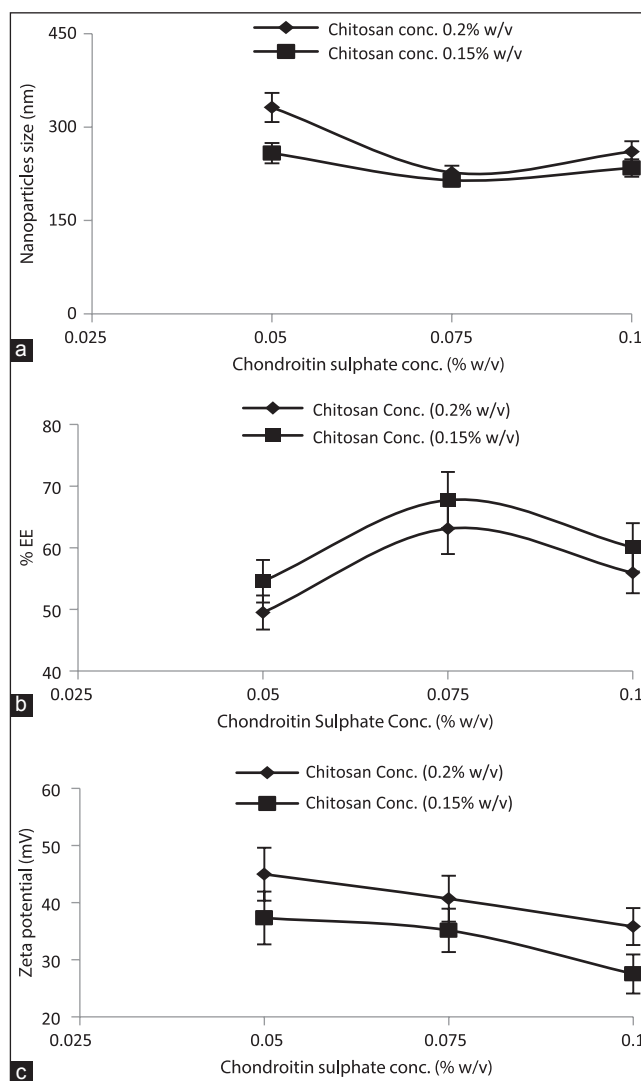 450
Chitosan conc. 0.2% w/v
Chitosan conc. 0.15% w/v
300
150
0
Nanoparticles size (nm)
0.025 0.05 0.075 0.1
a
Chondroitin sulphate conc. (% w/v)
80
Chitosan Conc. (0.2% w/v)
Chitosan Conc. (0.15% w/v)
70
60
50
40
% EE
0.025 0.05 0.075 0.1
b
Chondroitin Sulphate Conc. (% w/v)
60
Chitosan Conc. (0.2% w/v)
Chitosan Conc. (0.15% w/v)
50
40
30
20
Zeta potential (mV)
0.025 0.05 0.075 0.1
c
Chondroitin sulphate conc. (% w/v)